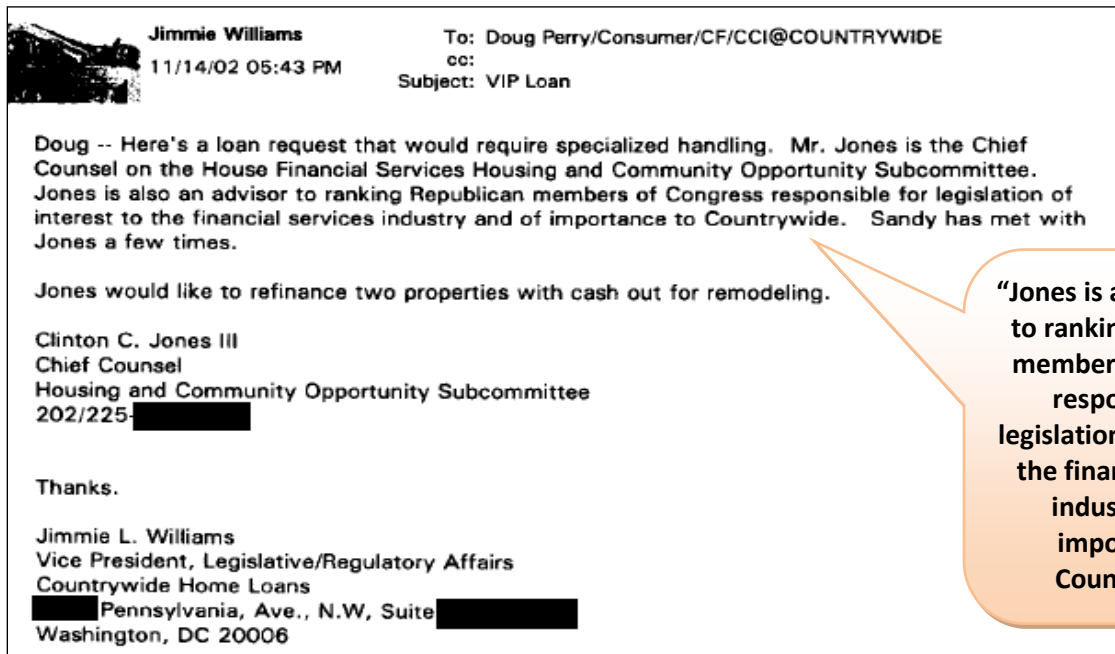 Jimmie Williams
11/14/02 05:43 PM
To: Doug Perry/Consumer/CF/CCI@COUNTRYWIDE
cc:
Subject: VIP Loan
Doug -- Here's a loan request that would require specialized handling. Mr. Jones is the Chief
Counsel on the House Financial Services Housing and Community Opportunity Subcommittee.
Jones is also an advisor to ranking Republican members of Congress responsible for legislation of
interest to the financial services industry and of importance to Countrywide. Sandy has met with
Jones a few times.
Jones would like to refinance two properties with cash out for remodeling.
Clinton C. Jones III
Chief Counsel
Housing and Community Opportunity Subcommittee
202/225-
Thanks.
Jimmie L. Williams
Vice President, Legislative/Regulatory Affairs
Countrywide Home Loans
Pennsylvania, Ave., N.W, Suite
Washington, DC 20006
“Jones is
to
member
legislation
the